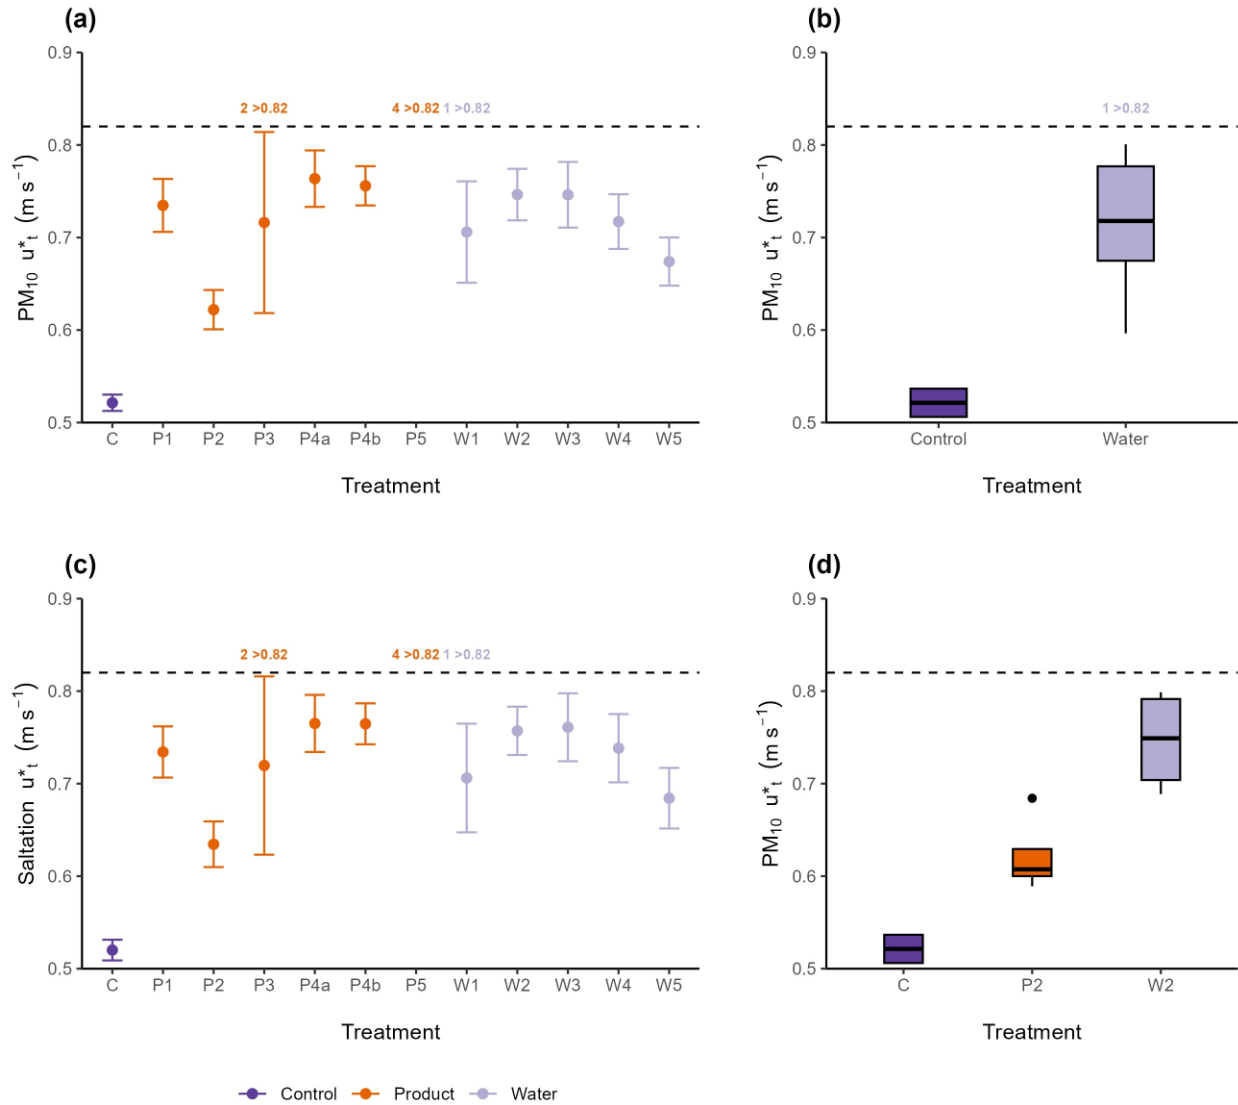 (a)
0.9
0.8
0.7
0.6
0.5
PM₁₀ u*ₜ (m s⁻¹)
2 >0.82
4 >0.82
1 >0.82
C P1 P2 P3 P4a P4b P5 W1 W2 W3 W4 W5
Treatment
(b)
0.9
0.8
0.7
0.6
0.5
PM₁₀ u*ₜ (m s⁻¹)
1 >0.82
Control Water
Treatment
(c)
0.9
0.8
0.7
0.6
0.5
Saltation u*ₜ (m s⁻¹)
2 >0.82
4 >0.82
1 >0.82
C P1 P2 P3 P4a P4b P5 W1 W2 W3 W4 W5
Treatment
(d)
0.9
0.8
0.7
0.6
0.5
PM₁₀ u*ₜ (m s⁻¹)
C P2 W2
Treatment
Control Product Water